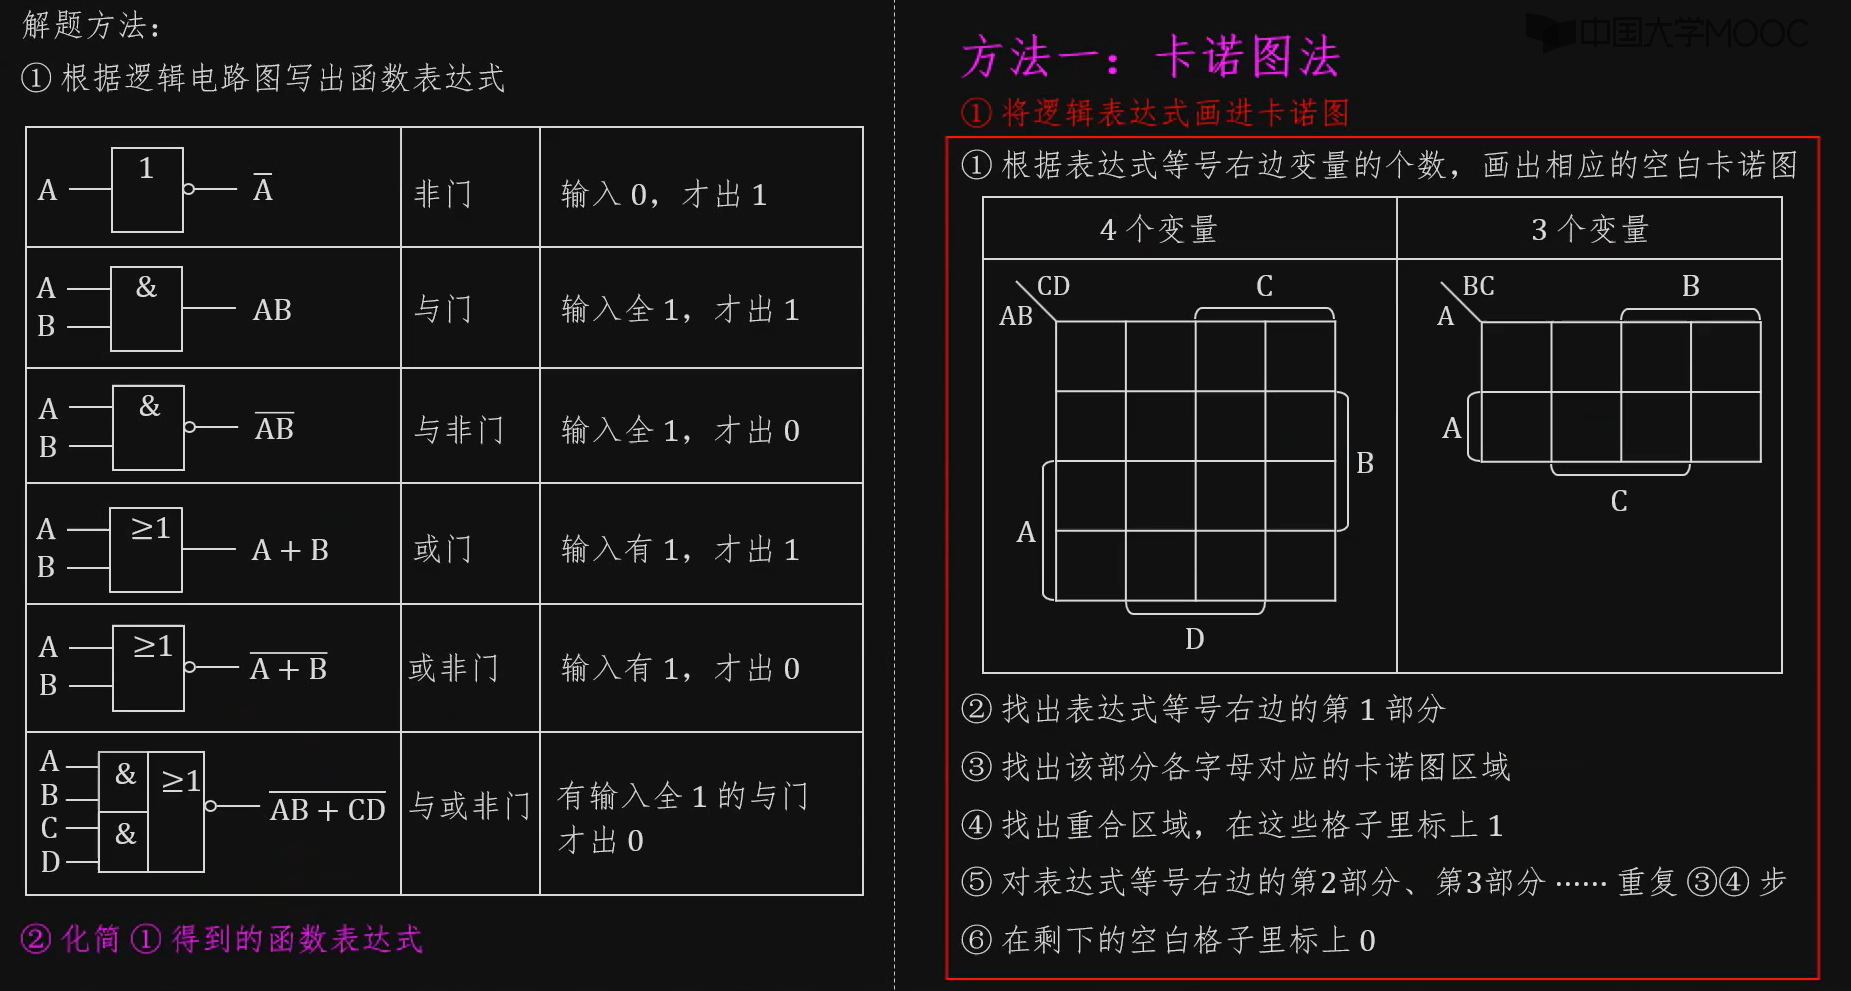 解题方法：
① 根据逻辑电路图写出函数表达式
A 1 A̅ 非门 输入 0，才出 1
A B & AB 与门 输入全 1，才出 1
A B & A̅B̅ 与非门 输入全 1，才出 0
A B ≥1 A + B 或门 输入有 1，才出 1
A B ≥1 A̅ ̅+̅ ̅B̅ 或非门 输入有 1，才出 0
A B C D & & ≥1 A̅B̅ ̅+̅ ̅C̅D̅ 与或非门 有输入全 1 的与门
才出 0
② 化简 ① 得到的函数表达式
中国大学MOOC
方法一：卡诺图法
① 将逻辑表达式画进卡诺图
① 根据表达式等号右边变量的个数，画出相应的空白卡诺图
4 个变量 3 个变量
CD
AB
C
B
A
D
BC
A
B
A
C
② 找出表达式等号右边的第 1 部分
③ 找出该部分各字母对应的卡诺图区域
④ 找出重合区域，在这些格子里标上 1
⑤ 对表达式等号右边的第2部分、第3部分 …… 重复 ③④ 步
⑥ 在剩下的空白格子里标上 0